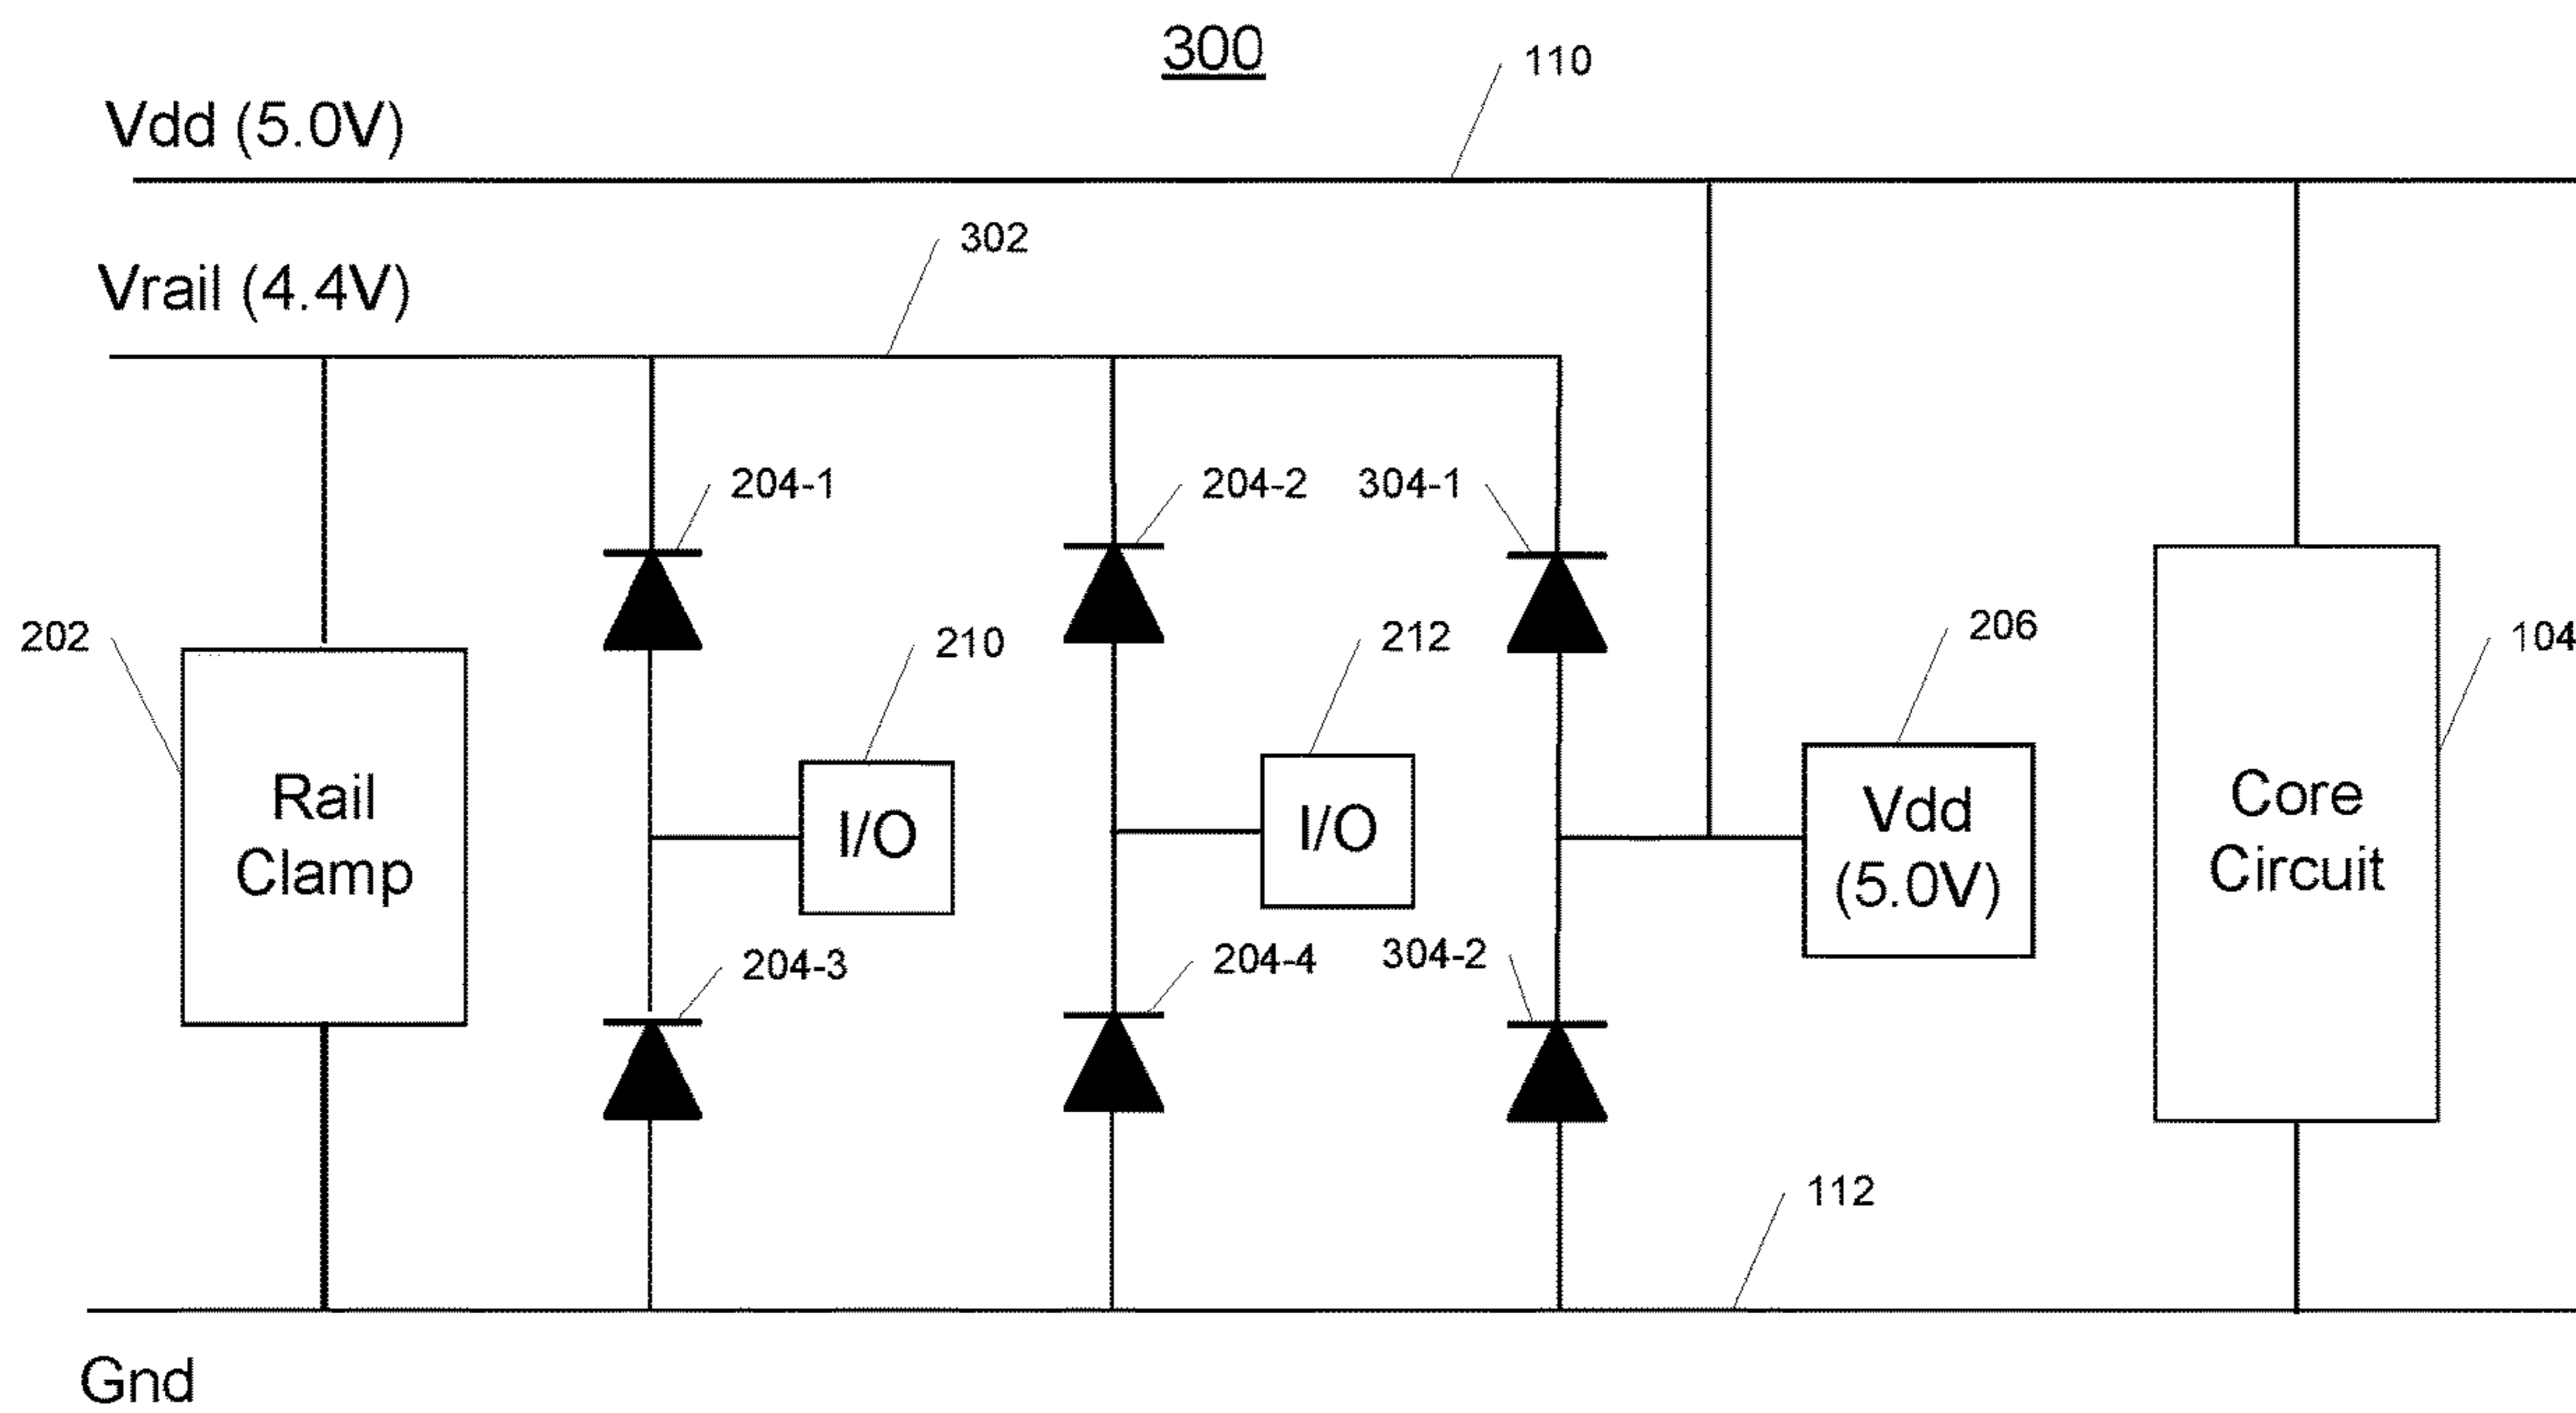 300
110
Vdd (5.0V)
302
Vrail (4.4V)
204-1
204-2
304-1
202
210
212
206
104
Rail
Clamp
I/O
I/O
Vdd
(5.0V)
Core
Circuit
204-3
204-4
304-2
112
Gnd